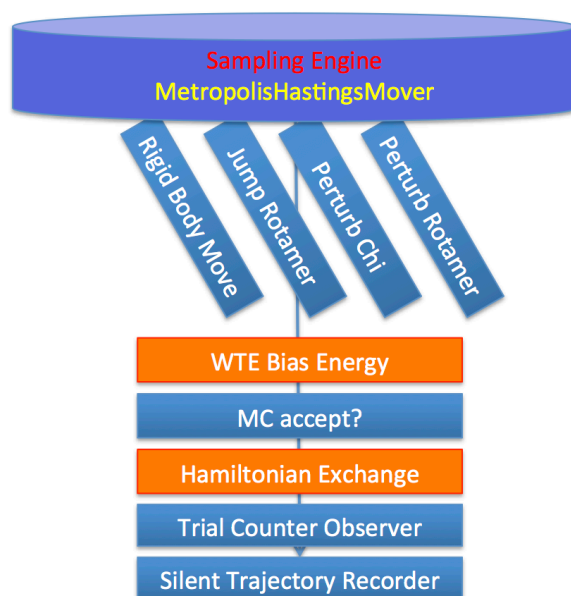 Sampling Engine
MetropolisHastingsMover
Rigid Body Move
Jump Rotamer
Perturb Chi
Perturb Rotamer
WTE Bias Energy
MC accept?
Hamiltonian Exchange
Trial Counter Observer
Silent Trajectory Recorder